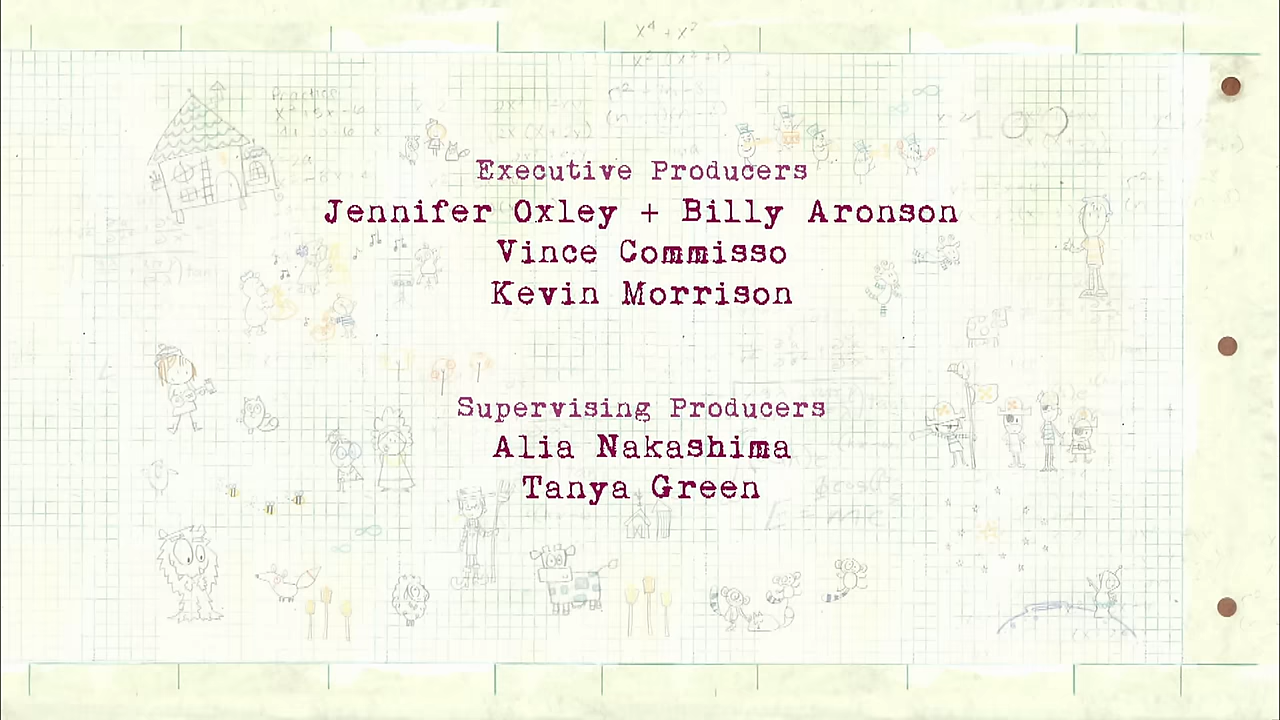 Executive Producers
Jennifer Oxley + Billy Aronson
Vince Commisso
Kevin Morrison
Supervising Producers
Alia Nakashima
Tanya Green